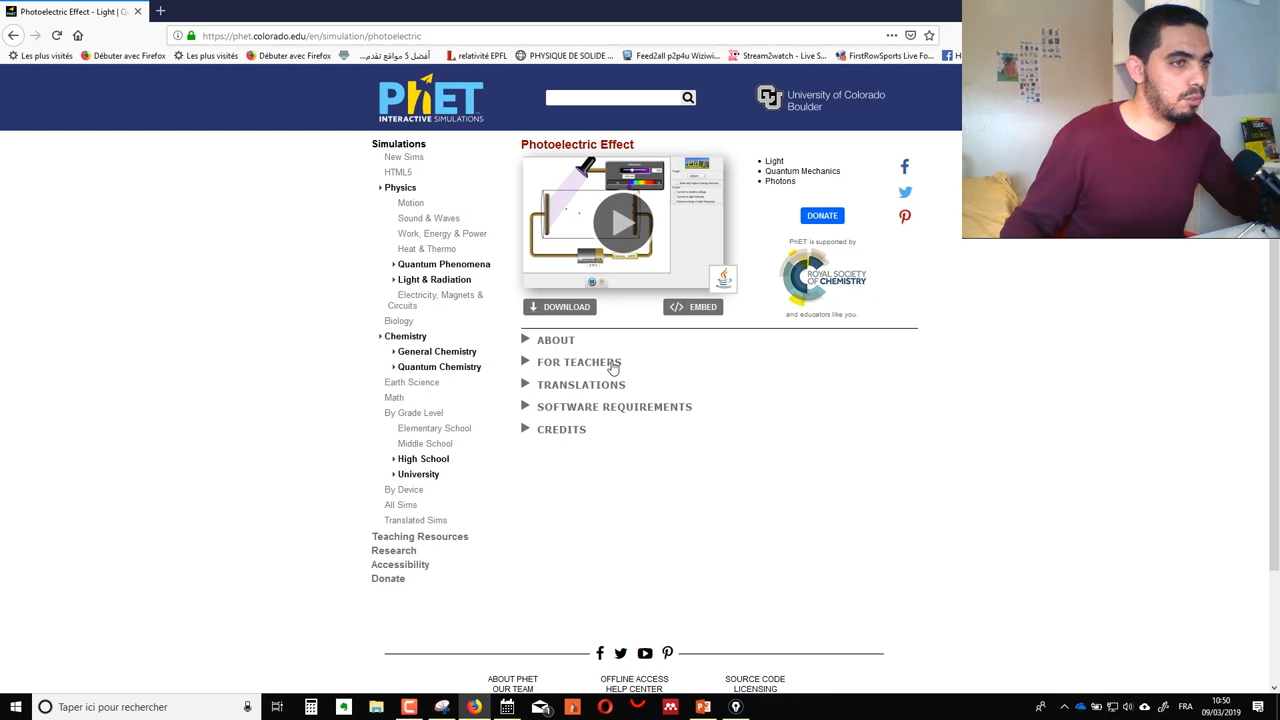 Photoelectric Effect - Light | Qu
https://phet.colorado.edu/en/simulation/photoelectric
Les plus visités
Débuter avec Firefox
Les plus visités
Débuter avec Firefox
أفضل 5 مواقع تقدم...
relativité EPFL
PHYSIQUE DE SOLIDE ...
Feed2all p2p4u Wiziwi...
Stream2watch - Live S...
FirstRowSports Live Fo...
PhET
INTERACTIVE SIMULATIONS
University of Colorado
Boulder
Simulations
New Sims
HTML5
Physics
Motion
Sound & Waves
Work, Energy & Power
Heat & Thermo
Quantum Phenomena
Light & Radiation
Electricity, Magnets &
Circuits
Biology
Chemistry
General Chemistry
Quantum Chemistry
Earth Science
Math
By Grade Level
Elementary School
Middle School
High School
University
By Device
All Sims
Translated Sims
Teaching Resources
Research
Accessibility
Donate
Photoelectric Effect
DOWNLOAD
EMBED
Light
Quantum Mechanics
Photons
DONATE
PhET is supported by
ROYAL SOCIETY
OF CHEMISTRY
and educators like you.
ABOUT
FOR TEACHERS
TRANSLATIONS
SOFTWARE REQUIREMENTS
CREDITS
ABOUT PHET
OUR TEAM
OFFLINE ACCESS
HELP CENTER
SOURCE CODE
LICENSING
Taper ici pour rechercher
FRA
10:50
09/03/2019